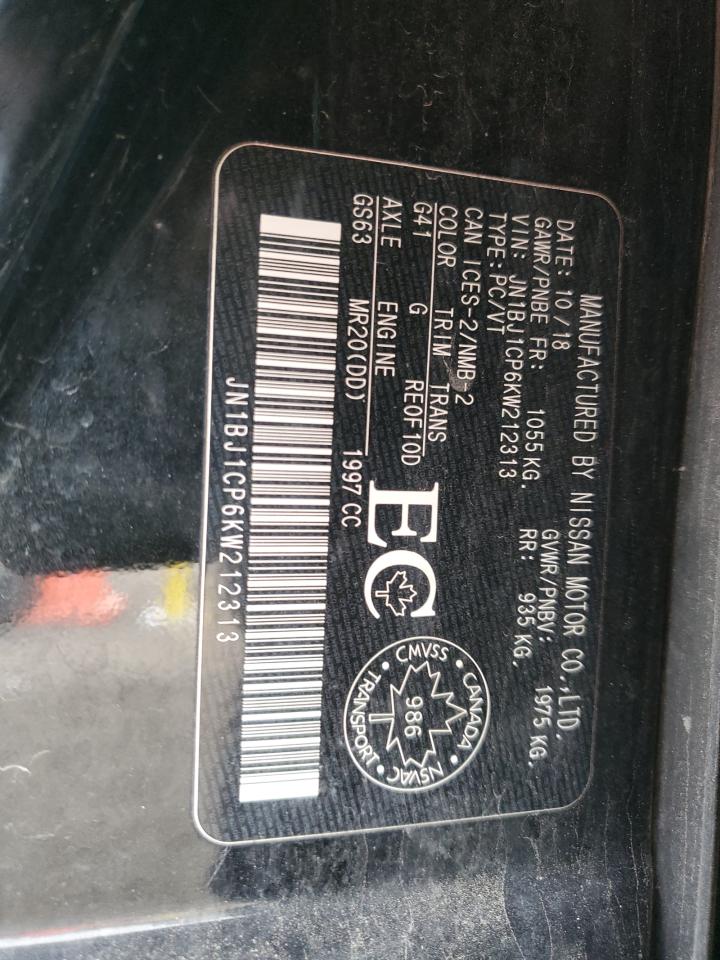 MANUFACTURED BY NISSAN MOTOR CO.,LTD.
DATE: 10/18 GVWR/PNBV: 1975 KG.
GAWR/PNBE FR: 1055 KG. RR: 935 KG.
VIN: JN1BJ1CP6KW212313
TYPE: PC/VT
CAN ICES-2/NMB-2
COLOR TRIM TRANS
G41 G RE0F10D
AXLE ENGINE
GS63 MR20(DD) 1997 CC
EC
CMVSS • CANADA • NSVAC • TRANSPORT •
986
JN1BJ1CP6KW212313